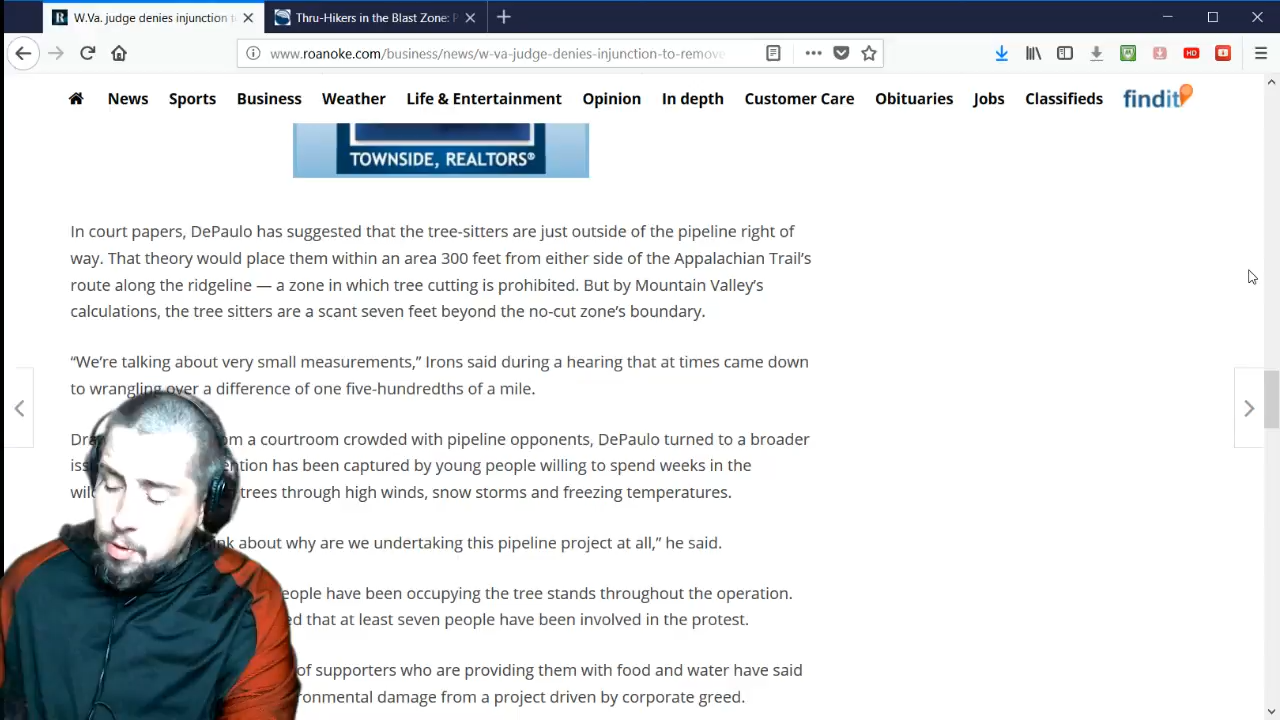 W.Va. judge denies injunction t
Thru-Hikers in the Blast Zone:
www.roanoke.com/business/news/w-va-judge-denies-injunction-to-remove
HD
News Sports Business Weather Life & Entertainment Opinion In depth Customer Care Obituaries Jobs Classifieds findit
TOWNSIDE, REALTORS®
In court papers, DePaulo has suggested that the tree-sitters are just outside of the pipeline right of
way. That theory would place them within an area 300 feet from either side of the Appalachian Trail’s
route along the ridgeline — a zone in which tree cutting is prohibited. But by Mountain Valley’s
calculations, the tree sitters are a scant seven feet beyond the no-cut zone’s boundary.
“We’re talking about very small measurements,” Irons said during a hearing that at times came down
to wrangling over a difference of one five-hundredths of a mile.
a courtroom crowded with pipeline opponents, DePaulo turned to a broader
has been captured by young people willing to spend weeks in the
trees through high winds, snow storms and freezing temperatures.
about why are we undertaking this pipeline project at all,” he said.
have been occupying the tree stands throughout the operation.
that at least seven people have been involved in the protest.
of supporters who are providing them with food and water have said
damage from a project driven by corporate greed.